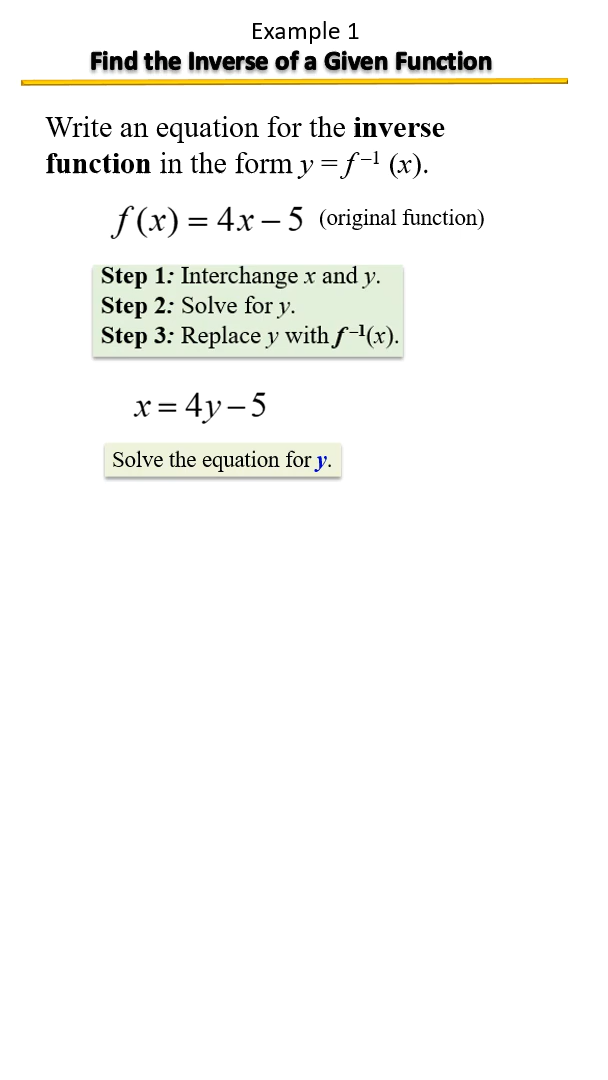 Example 1
Find the Inverse of a Given Function
Write an equation for the inverse
function in the form y = f⁻¹ (x).
f(x) = 4x – 5 (original function)
Step 1: Interchange x and y.
Step 2: Solve for y.
Step 3: Replace y with f⁻¹(x).
x = 4y – 5
Solve the equation for y.